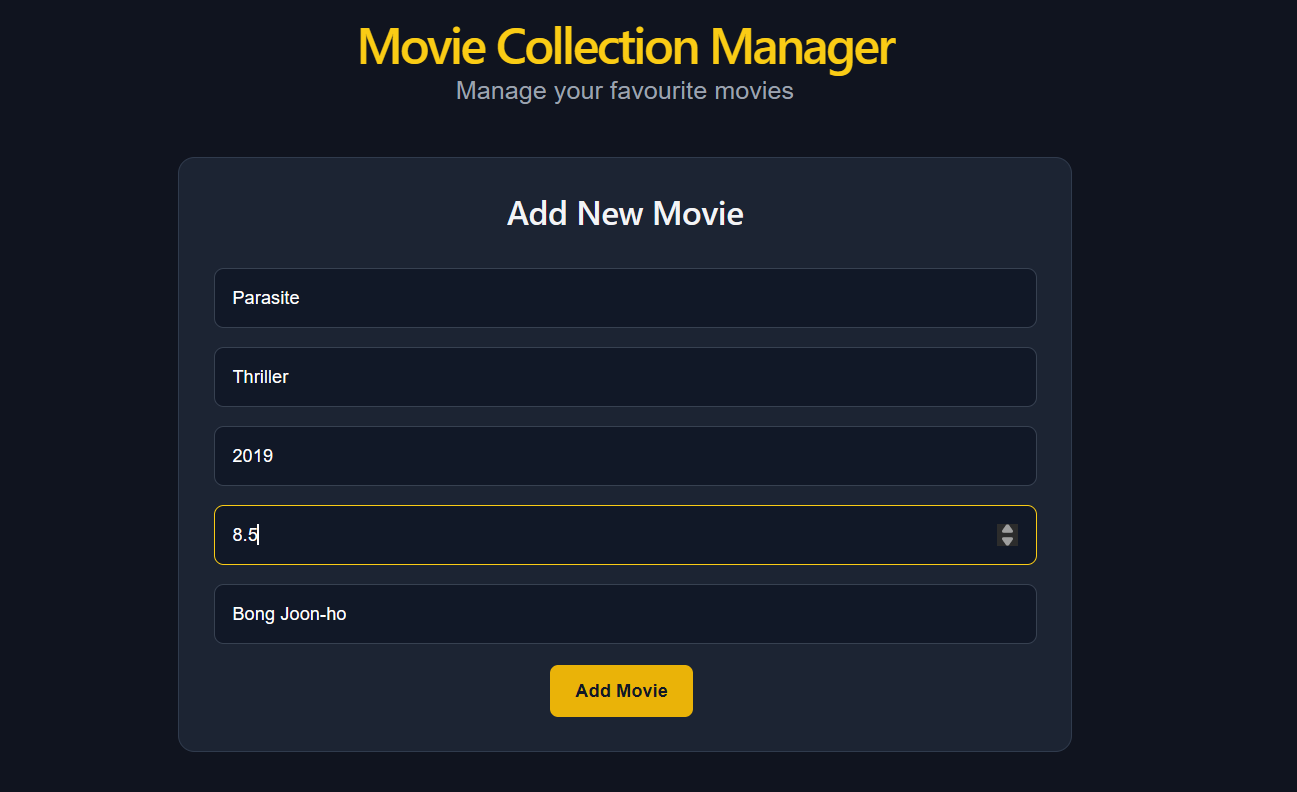 Movie Collection Manager
Manage your favourite movies
Add New Movie
Parasite
Thriller
2019
8.5
Bong Joon-ho
Add Movie